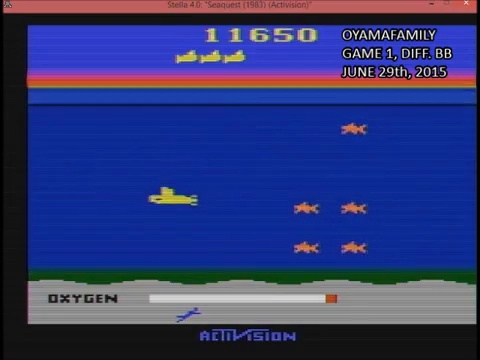 Stella 4.0: "Seaquest (1983) (Activision)"
11650
OYAMAFAMILY
GAME 1, DIFF. BB
JUNE 29th, 2015
OXYGEN
ACTIVISION